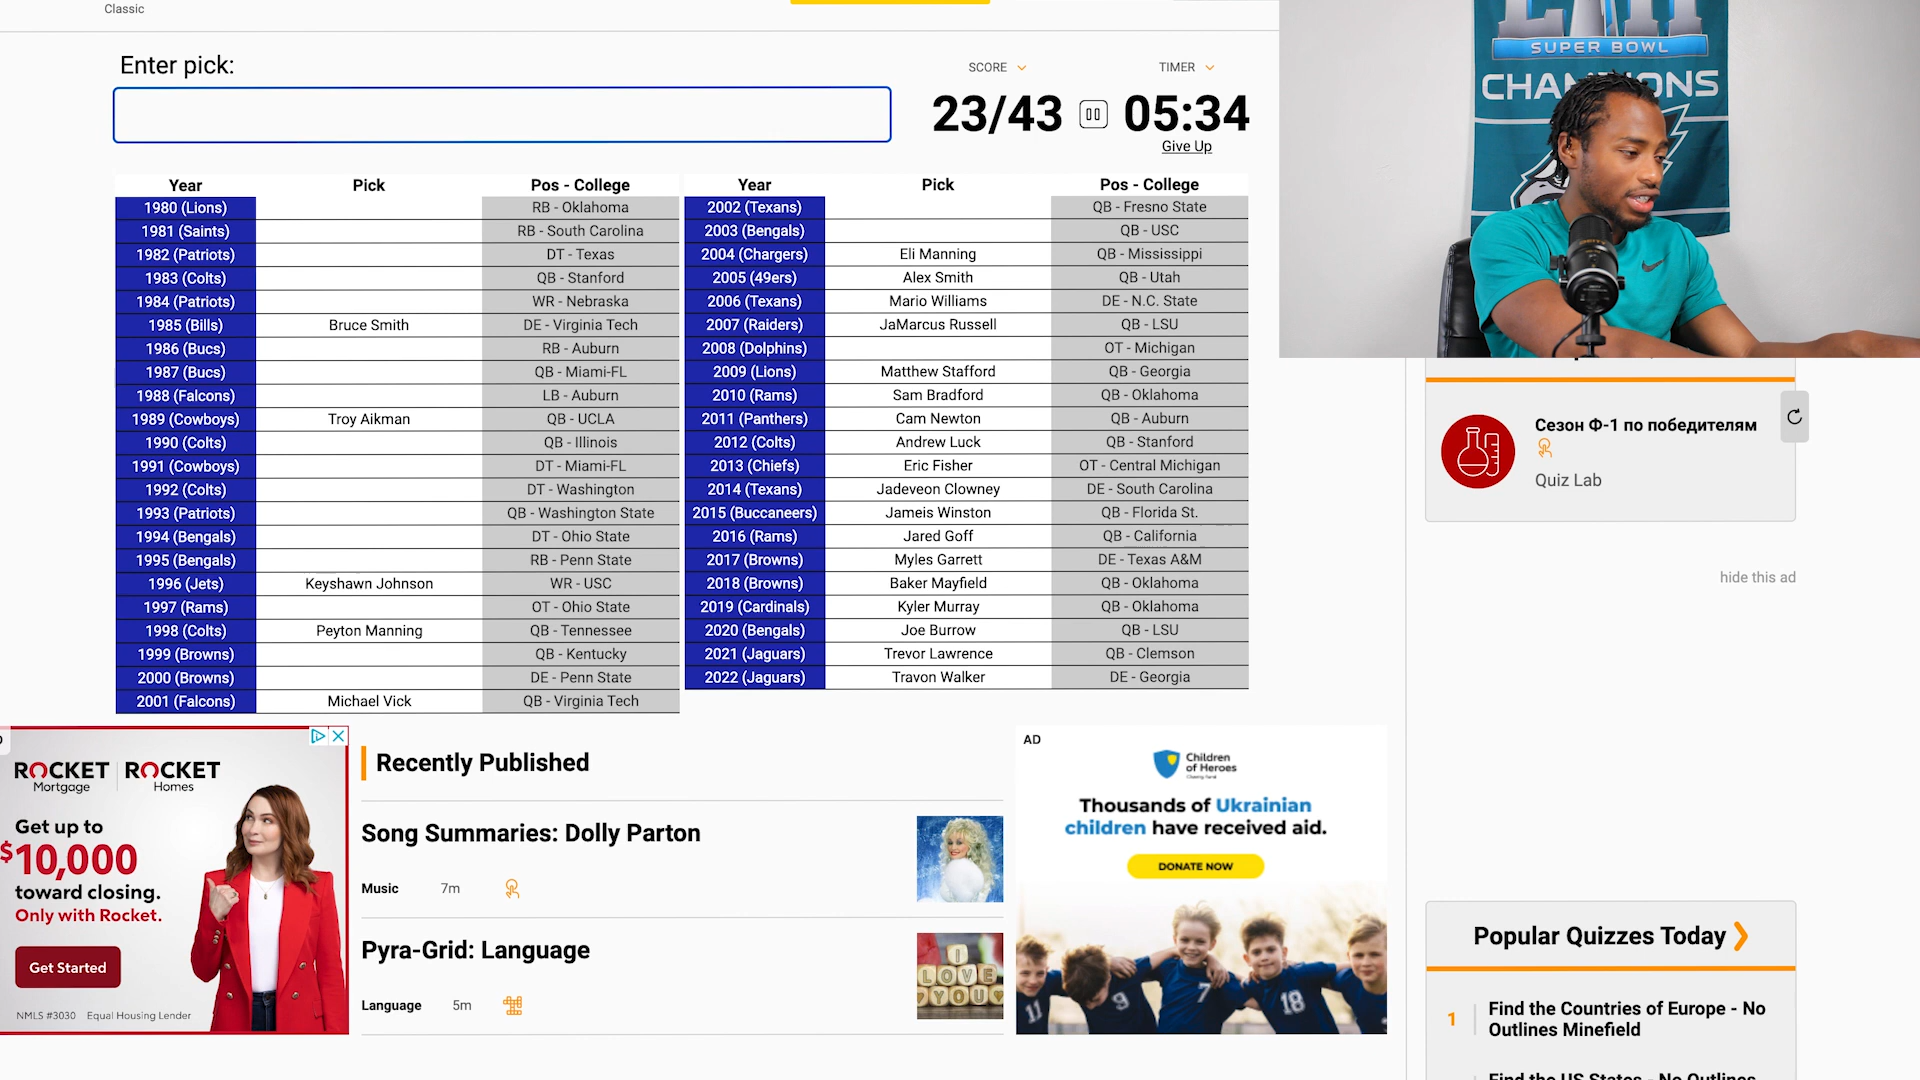 Classic
Enter pick:
SCORE
TIMER
23/43
05:34
Give Up
Year Pick Pos - College
1980 (Lions) RB - Oklahoma
1981 (Saints) RB - South Carolina
1982 (Patriots) DT - Texas
1983 (Colts) QB - Stanford
1984 (Patriots) WR - Nebraska
1985 (Bills) Bruce Smith DE - Virginia Tech
1986 (Bucs) RB - Auburn
1987 (Bucs) QB - Miami-FL
1988 (Falcons) LB - Auburn
1989 (Cowboys) Troy Aikman QB - UCLA
1990 (Colts) QB - Illinois
1991 (Cowboys) DT - Miami-FL
1992 (Colts) DT - Washington
1993 (Patriots) QB - Washington State
1994 (Bengals) DT - Ohio State
1995 (Bengals) RB - Penn State
1996 (Jets) Keyshawn Johnson WR - USC
1997 (Rams) OT - Ohio State
1998 (Colts) Peyton Manning QB - Tennessee
1999 (Browns) QB - Kentucky
2000 (Browns) DE - Penn State
2001 (Falcons) Michael Vick QB - Virginia Tech
Year Pick Pos - College
2002 (Texans) QB - Fresno State
2003 (Bengals) QB - USC
2004 (Chargers) Eli Manning QB - Mississippi
2005 (49ers) Alex Smith QB - Utah
2006 (Texans) Mario Williams DE - N.C. State
2007 (Raiders) JaMarcus Russell QB - LSU
2008 (Dolphins) OT - Michigan
2009 (Lions) Matthew Stafford QB - Georgia
2010 (Rams) Sam Bradford QB - Oklahoma
2011 (Panthers) Cam Newton QB - Auburn
2012 (Colts) Andrew Luck QB - Stanford
2013 (Chiefs) Eric Fisher OT - Central Michigan
2014 (Texans) Jadeveon Clowney DE - South Carolina
2015 (Buccaneers) Jameis Winston QB - Florida St.
2016 (Rams) Jared Goff QB - California
2017 (Browns) Myles Garrett DE - Texas A&M
2018 (Browns) Baker Mayfield QB - Oklahoma
2019 (Cardinals) Kyler Murray QB - Oklahoma
2020 (Bengals) Joe Burrow QB - LSU
2021 (Jaguars) Trevor Lawrence QB - Clemson
2022 (Jaguars) Travon Walker DE - Georgia
LII
SUPER BOWL
CHAMPIONS
Сезон Ф-1 по победителям
Quiz Lab
hide this ad
ROCKET Mortgage
ROCKET Homes
Get up to
$10,000
toward closing.
Only with Rocket.
Get Started
NMLS #3030 Equal Housing Lender
Recently Published
Song Summaries: Dolly Parton
Music 7m
Pyra-Grid: Language
Language 5m
I
LOVE
YOU
AD
Children
of Heroes
Thousands of Ukrainian
children have received aid.
DONATE NOW
11
9
7
18
Popular Quizzes Today
1 Find the Countries of Europe - No
Outlines Minefield
Find the US States - No Outlines